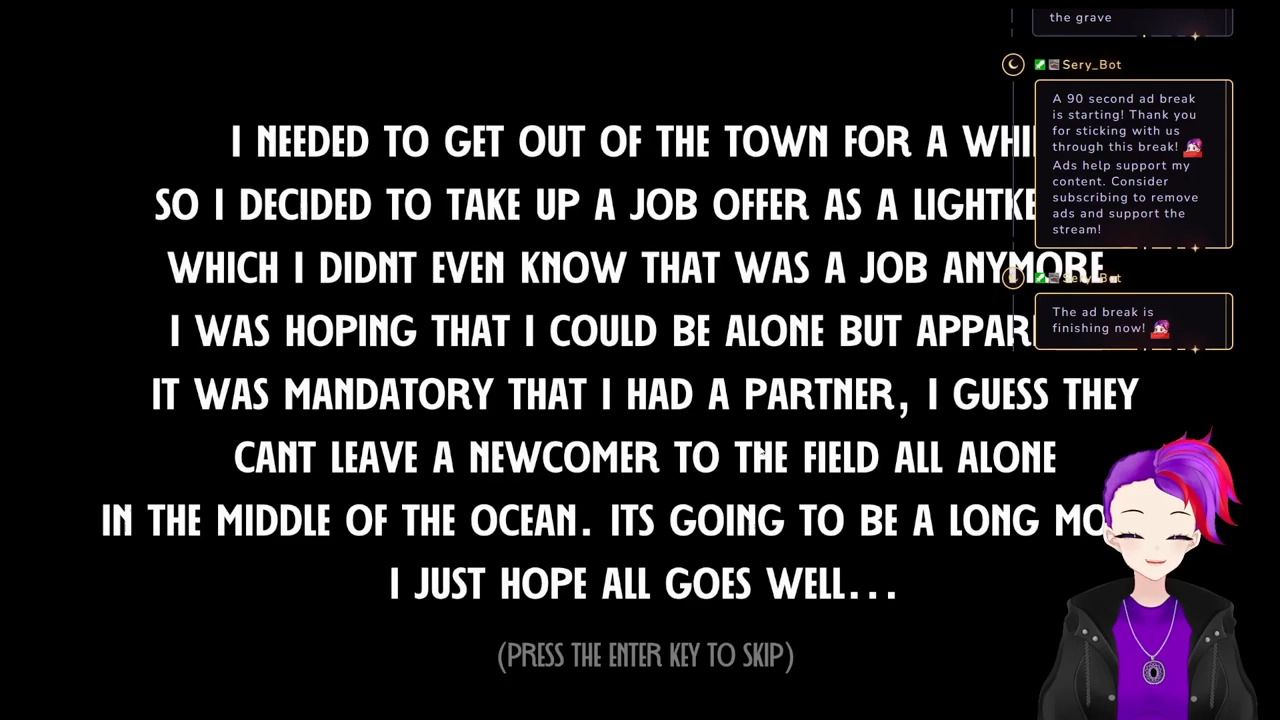 the grave
Sery_Bot
A 90 second ad break
is starting! Thank you
for sticking with us
through this break!
Ads help support my
content. Consider
subscribing to remove
ads and support the
stream!
Sery_Bot
The ad break is
finishing now!
I NEEDED TO GET OUT OF THE TOWN FOR A
SO I DECIDED TO TAKE UP A JOB OFFER AS A
WHICH I DIDNT EVEN KNOW THAT WAS A JOB ANYMORE.
I WAS HOPING THAT I COULD BE ALONE BUT
IT WAS MANDATORY THAT I HAD A PARTNER, I GUESS THEY
CANT LEAVE A NEWCOMER TO THE FIELD ALL ALONE
IN THE MIDDLE OF THE OCEAN. ITS GOING TO BE A LONG
I JUST HOPE ALL GOES WELL...
(PRESS THE ENTER KEY TO SKIP)